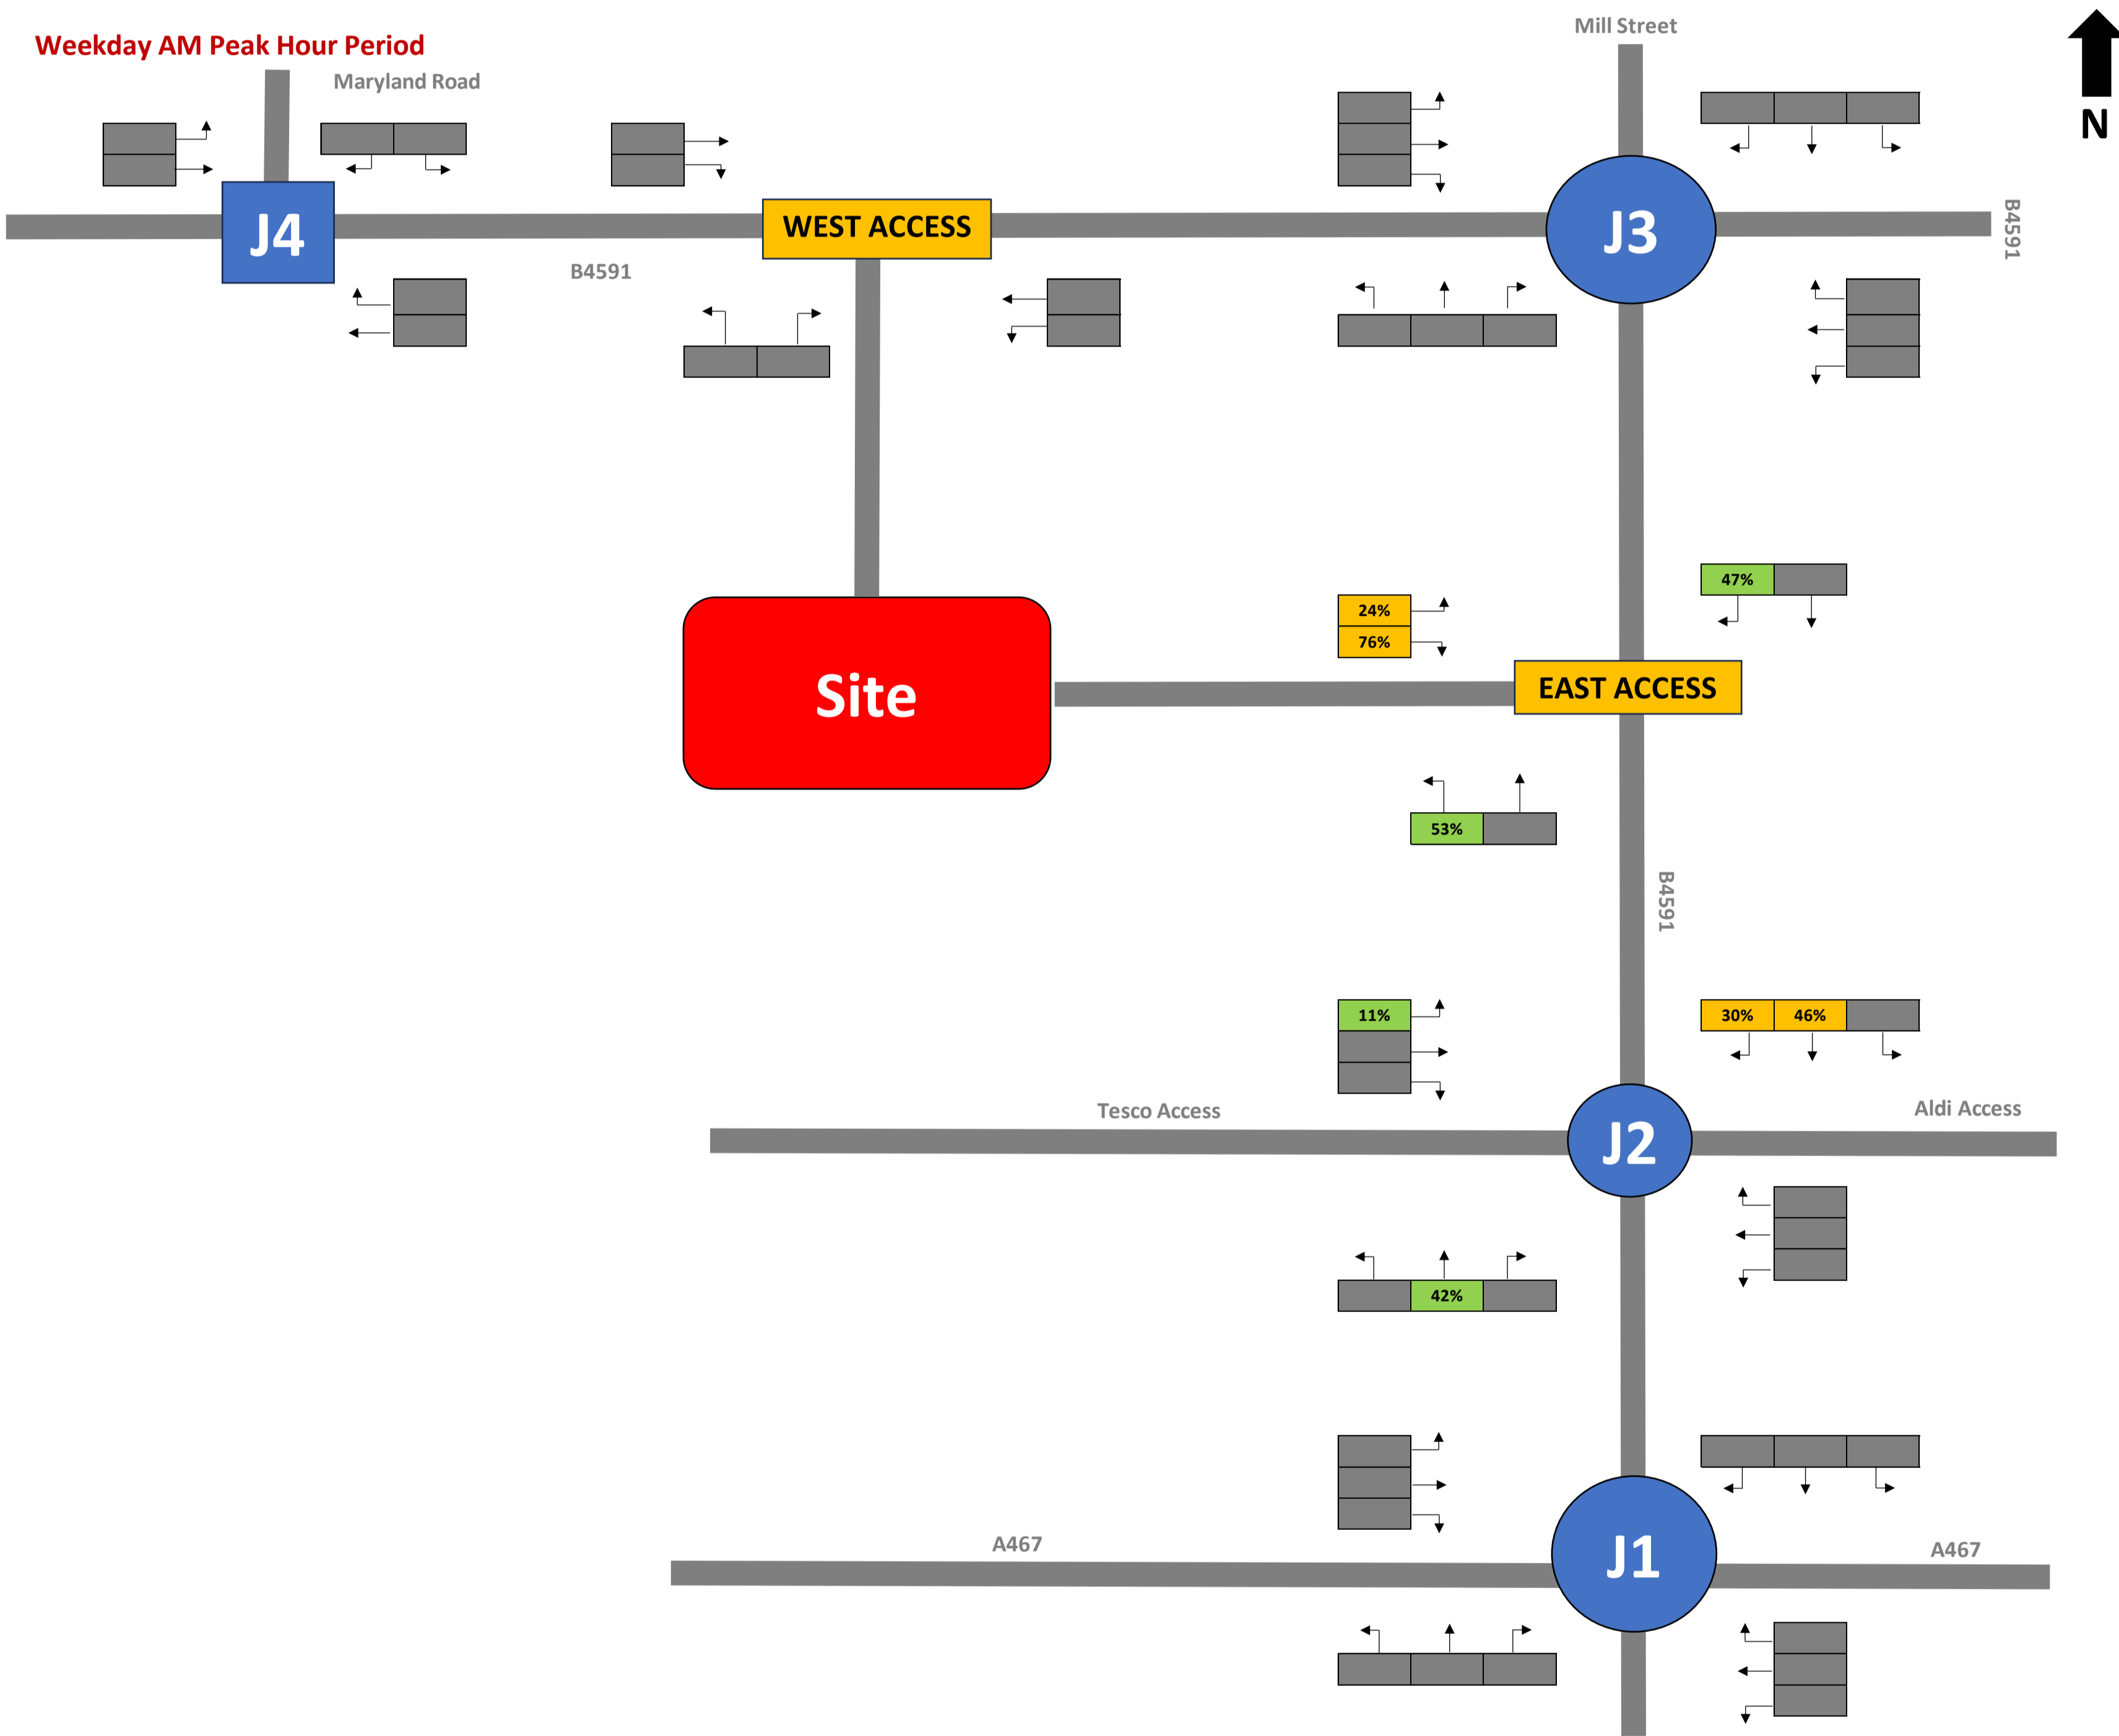 Mill Street
Weekday AM Peak Hour Period
Maryland Road
N
J4
WEST ACCESS
J3
B4591
B4591
47%
24%
76%
Site
EAST ACCESS
53%
B4591
11%
30% 46%
Tesco Access
Aldi Access
J2
42%
A467
J1
A467